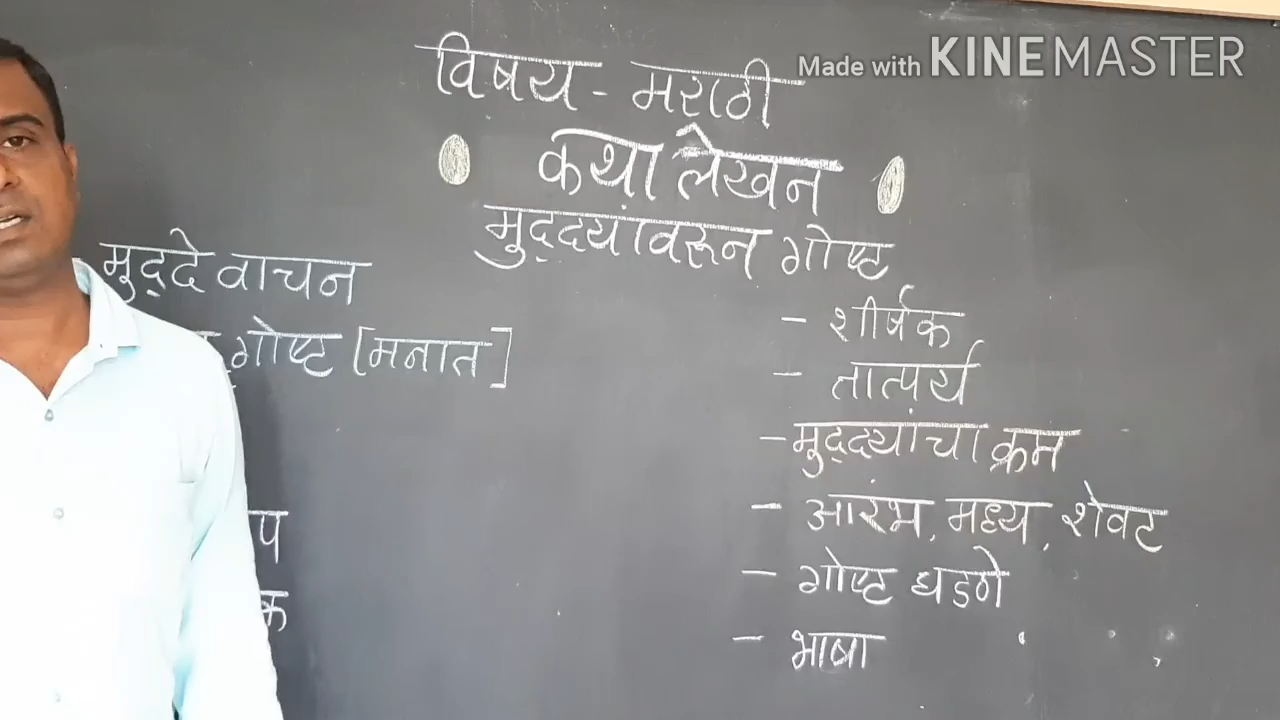 Made with KINEMASTER
विषय - मराठी
कथा लेखन
मुद्द्यांवरून गोष्ट
- शीर्षक
- तात्पर्य
- मुद्द्यांचा क्रम
- आरंभ, मध्य, शेवट
- गोष्ट घडणे
- भाषा
मुद्दे वाचन
गोष्ट [मनात]